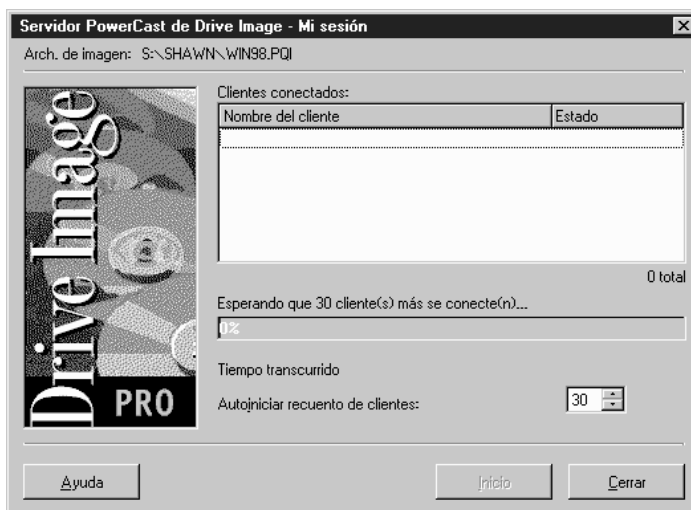 Servidor PowerCast de Drive Image - Mi sesión
Arch. de imagen: S:\SHAWN\WIN98.PQI
Drive Image
PRO
Clientes conectados:
Nombre del cliente Estado
0 total
Esperando que 30 cliente(s) más se conecte(n)...
0%
Tiempo transcurrido
Autoiniciar recuento de clientes: 30
Ayuda Inicio Cerrar